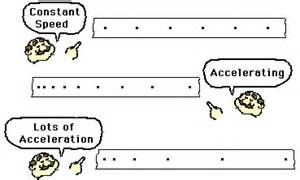 Constant
Speed
Accelerating
Lots of
Acceleration